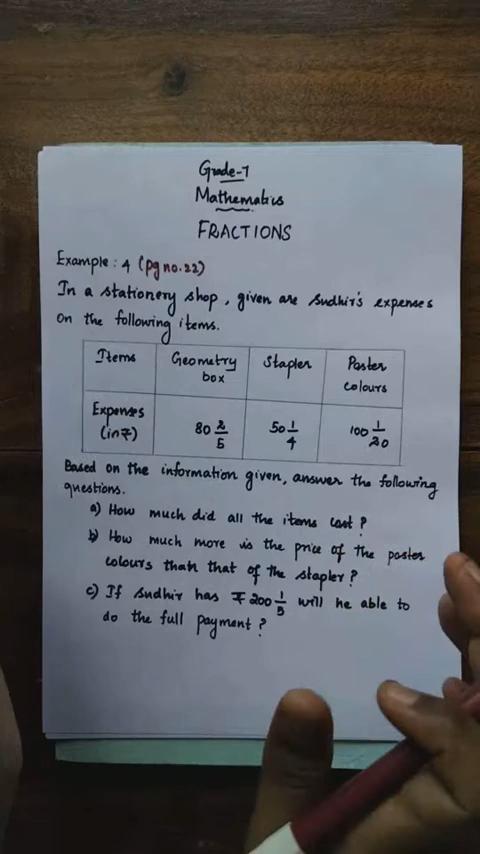 Grade-7
Mathematics
FRACTIONS
Example: 4 (pg no. 22)
In a stationery shop, given are Sudhir's expenses
on the following items.
Items Geometry box Stapler Poster colours
Expenses (in ₹) 80 2/5 50 1/4 100 1/20
Based on the information given, answer the following
questions.
a) How much did all the items cost?
b) How much more is the price of the poster
colours than that of the stapler?
c) If Sudhir has ₹ 200 1/5 will he able to
do the full payment?